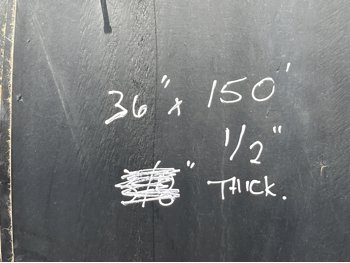 36" x 150'
1/2"
" THICK.